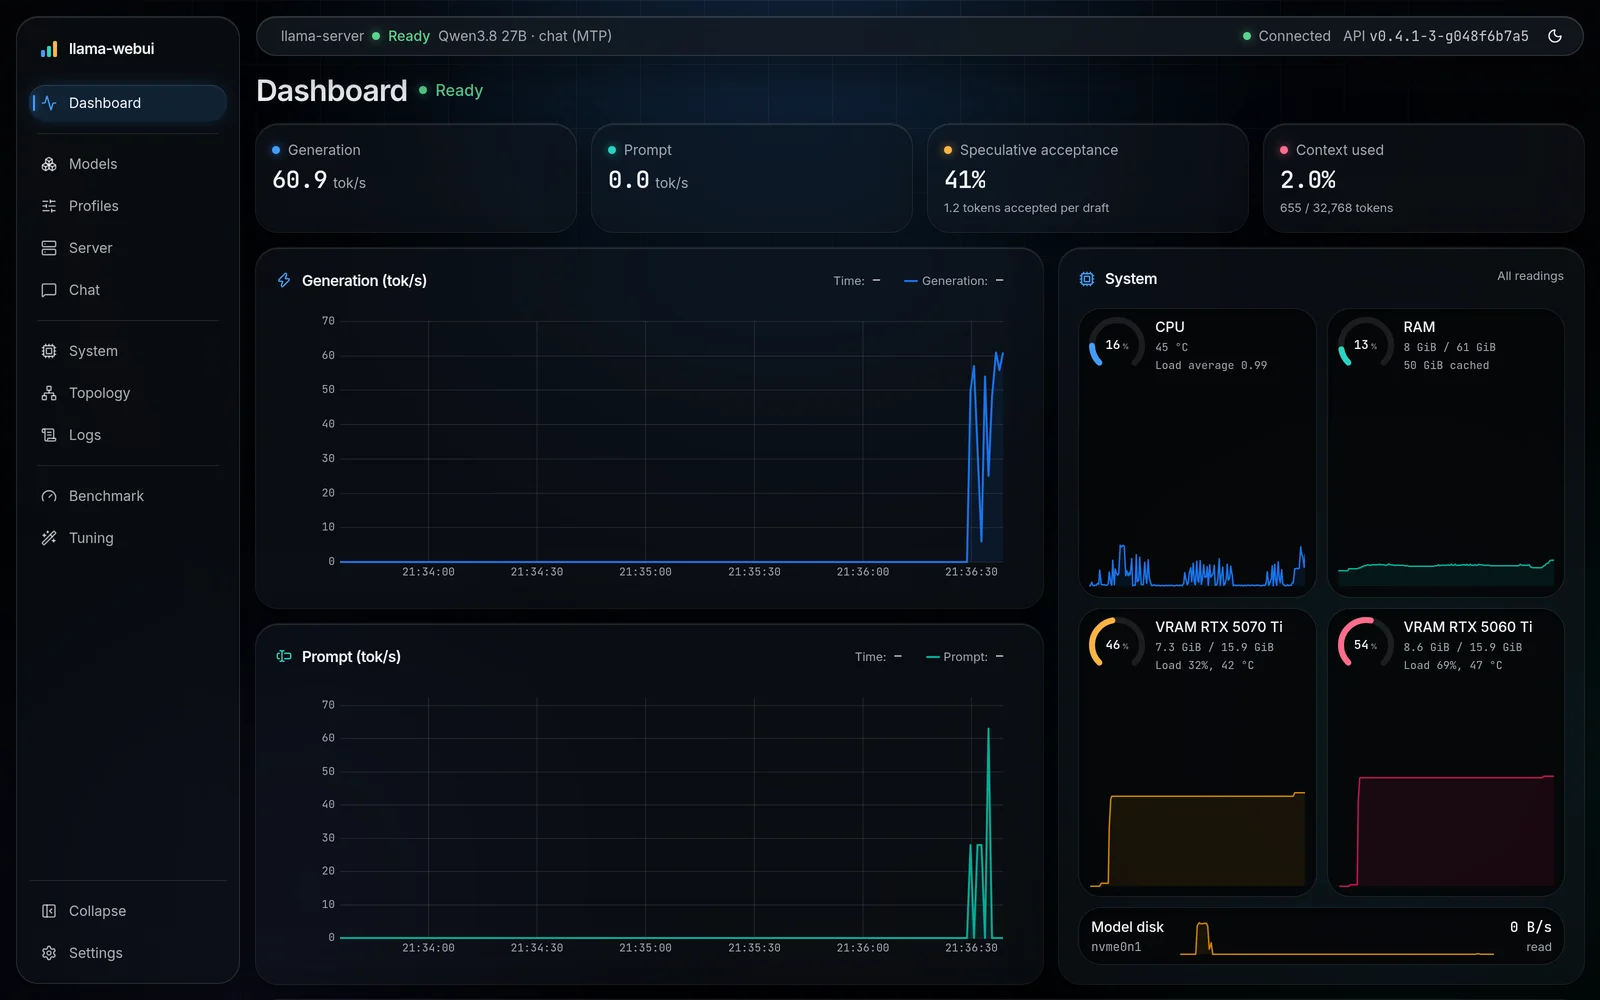 llama-webui
Dashboard
Models
Profiles
Server
Chat
System
Topology
Logs
Benchmark
Tuning
Collapse
Settings
llama-server Ready Qwen3.8 27B · chat (MTP)
Connected API v0.4.1-3-g048f6b7a5
Dashboard Ready
Generation
60.9 tok/s
Prompt
0.0 tok/s
Speculative acceptance
41%
1.2 tokens accepted per draft
Context used
2.0%
655 / 32,768 tokens
Generation (tok/s)
Time: – Generation: –
70
60
50
40
30
20
10
0
21:34:00 21:34:30 21:35:00 21:35:30 21:36:00 21:36:30
Prompt (tok/s)
Time: – Prompt: –
70
60
50
40
30
20
10
0
21:34:00 21:34:30 21:35:00 21:35:30 21:36:00 21:36:30
System
All readings
16 %
CPU
45 °C
Load average 0.99
13 %
RAM
8 GiB / 61 GiB
50 GiB cached
46 %
VRAM RTX 5070 Ti
7.3 GiB / 15.9 GiB
Load 32%, 42 °C
54 %
VRAM RTX 5060 Ti
8.6 GiB / 15.9 GiB
Load 69%, 47 °C
Model disk
nvme0n1
0 B/s
read